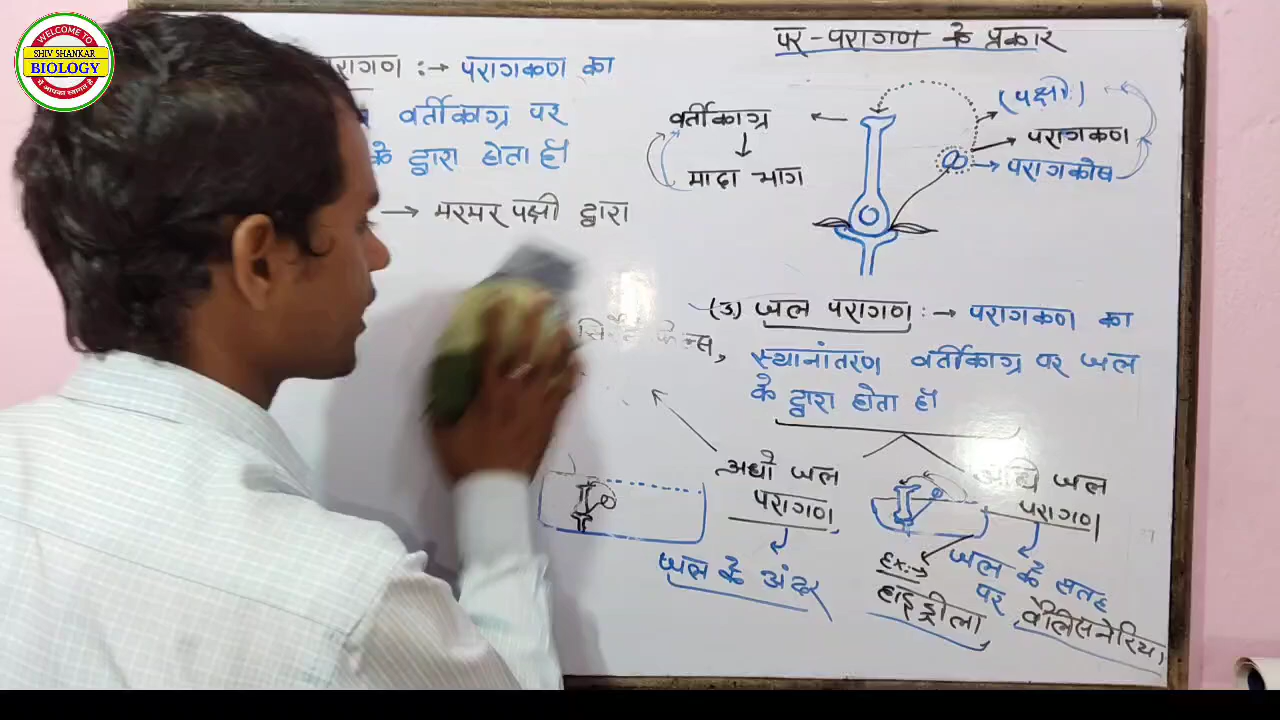 WELCOME TO
SHIV SHANKAR
BIOLOGY
पर-परागण के प्रकार
परागण :→ परागकण का
वर्तीकाग्र पर
के द्वारा होता हैं
→ मरमर पक्षी द्वारा
वर्तीकाग्र
मादा भाग
(पक्षी)
परागकण
परागकोष
(3) जल परागण :→ परागकण का
स्थानांतरण वर्तीकाग्र पर जल
के द्वारा होता हैं
अधो जल
परागण
जल के अंदर
जल
परागण
जल के सतह
पर
Ex:→
हाइड्रीला,
वैलिसनेरिया